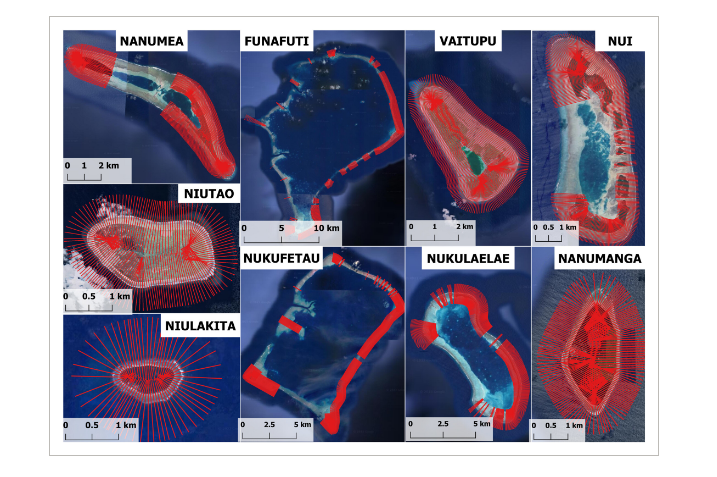 NANUMEA
0 1 2 km
FUNAFUTI
0 5 10 km
VAITUPU
0 1 2 km
NUI
0 0.5 1 km
NIUTAO
0 0.5 1 km
NIULAKITA
0 0.5 1 km
NUKUFETAU
0 2.5 5 km
NUKULAELAE
0 2.5 5 km
NANUMANGA
0 0.5 1 km